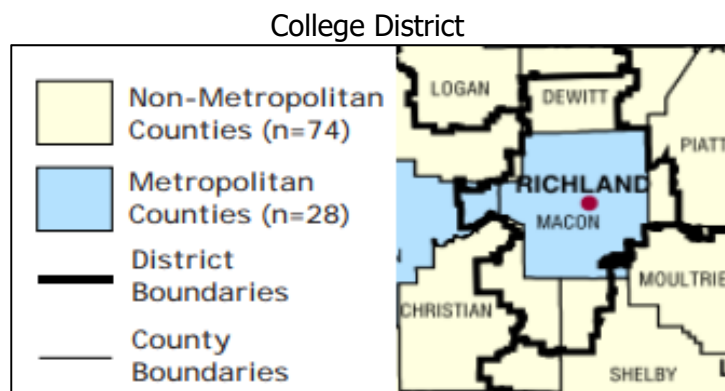 College District
Non-Metropolitan
Counties (n=74)
Metropolitan
Counties (n=28)
District
Boundaries
County
Boundaries
LOGAN
DEWITT
PIATT
RICHLAND
MACON
MOULTRIE
CHRISTIAN
SHELBY